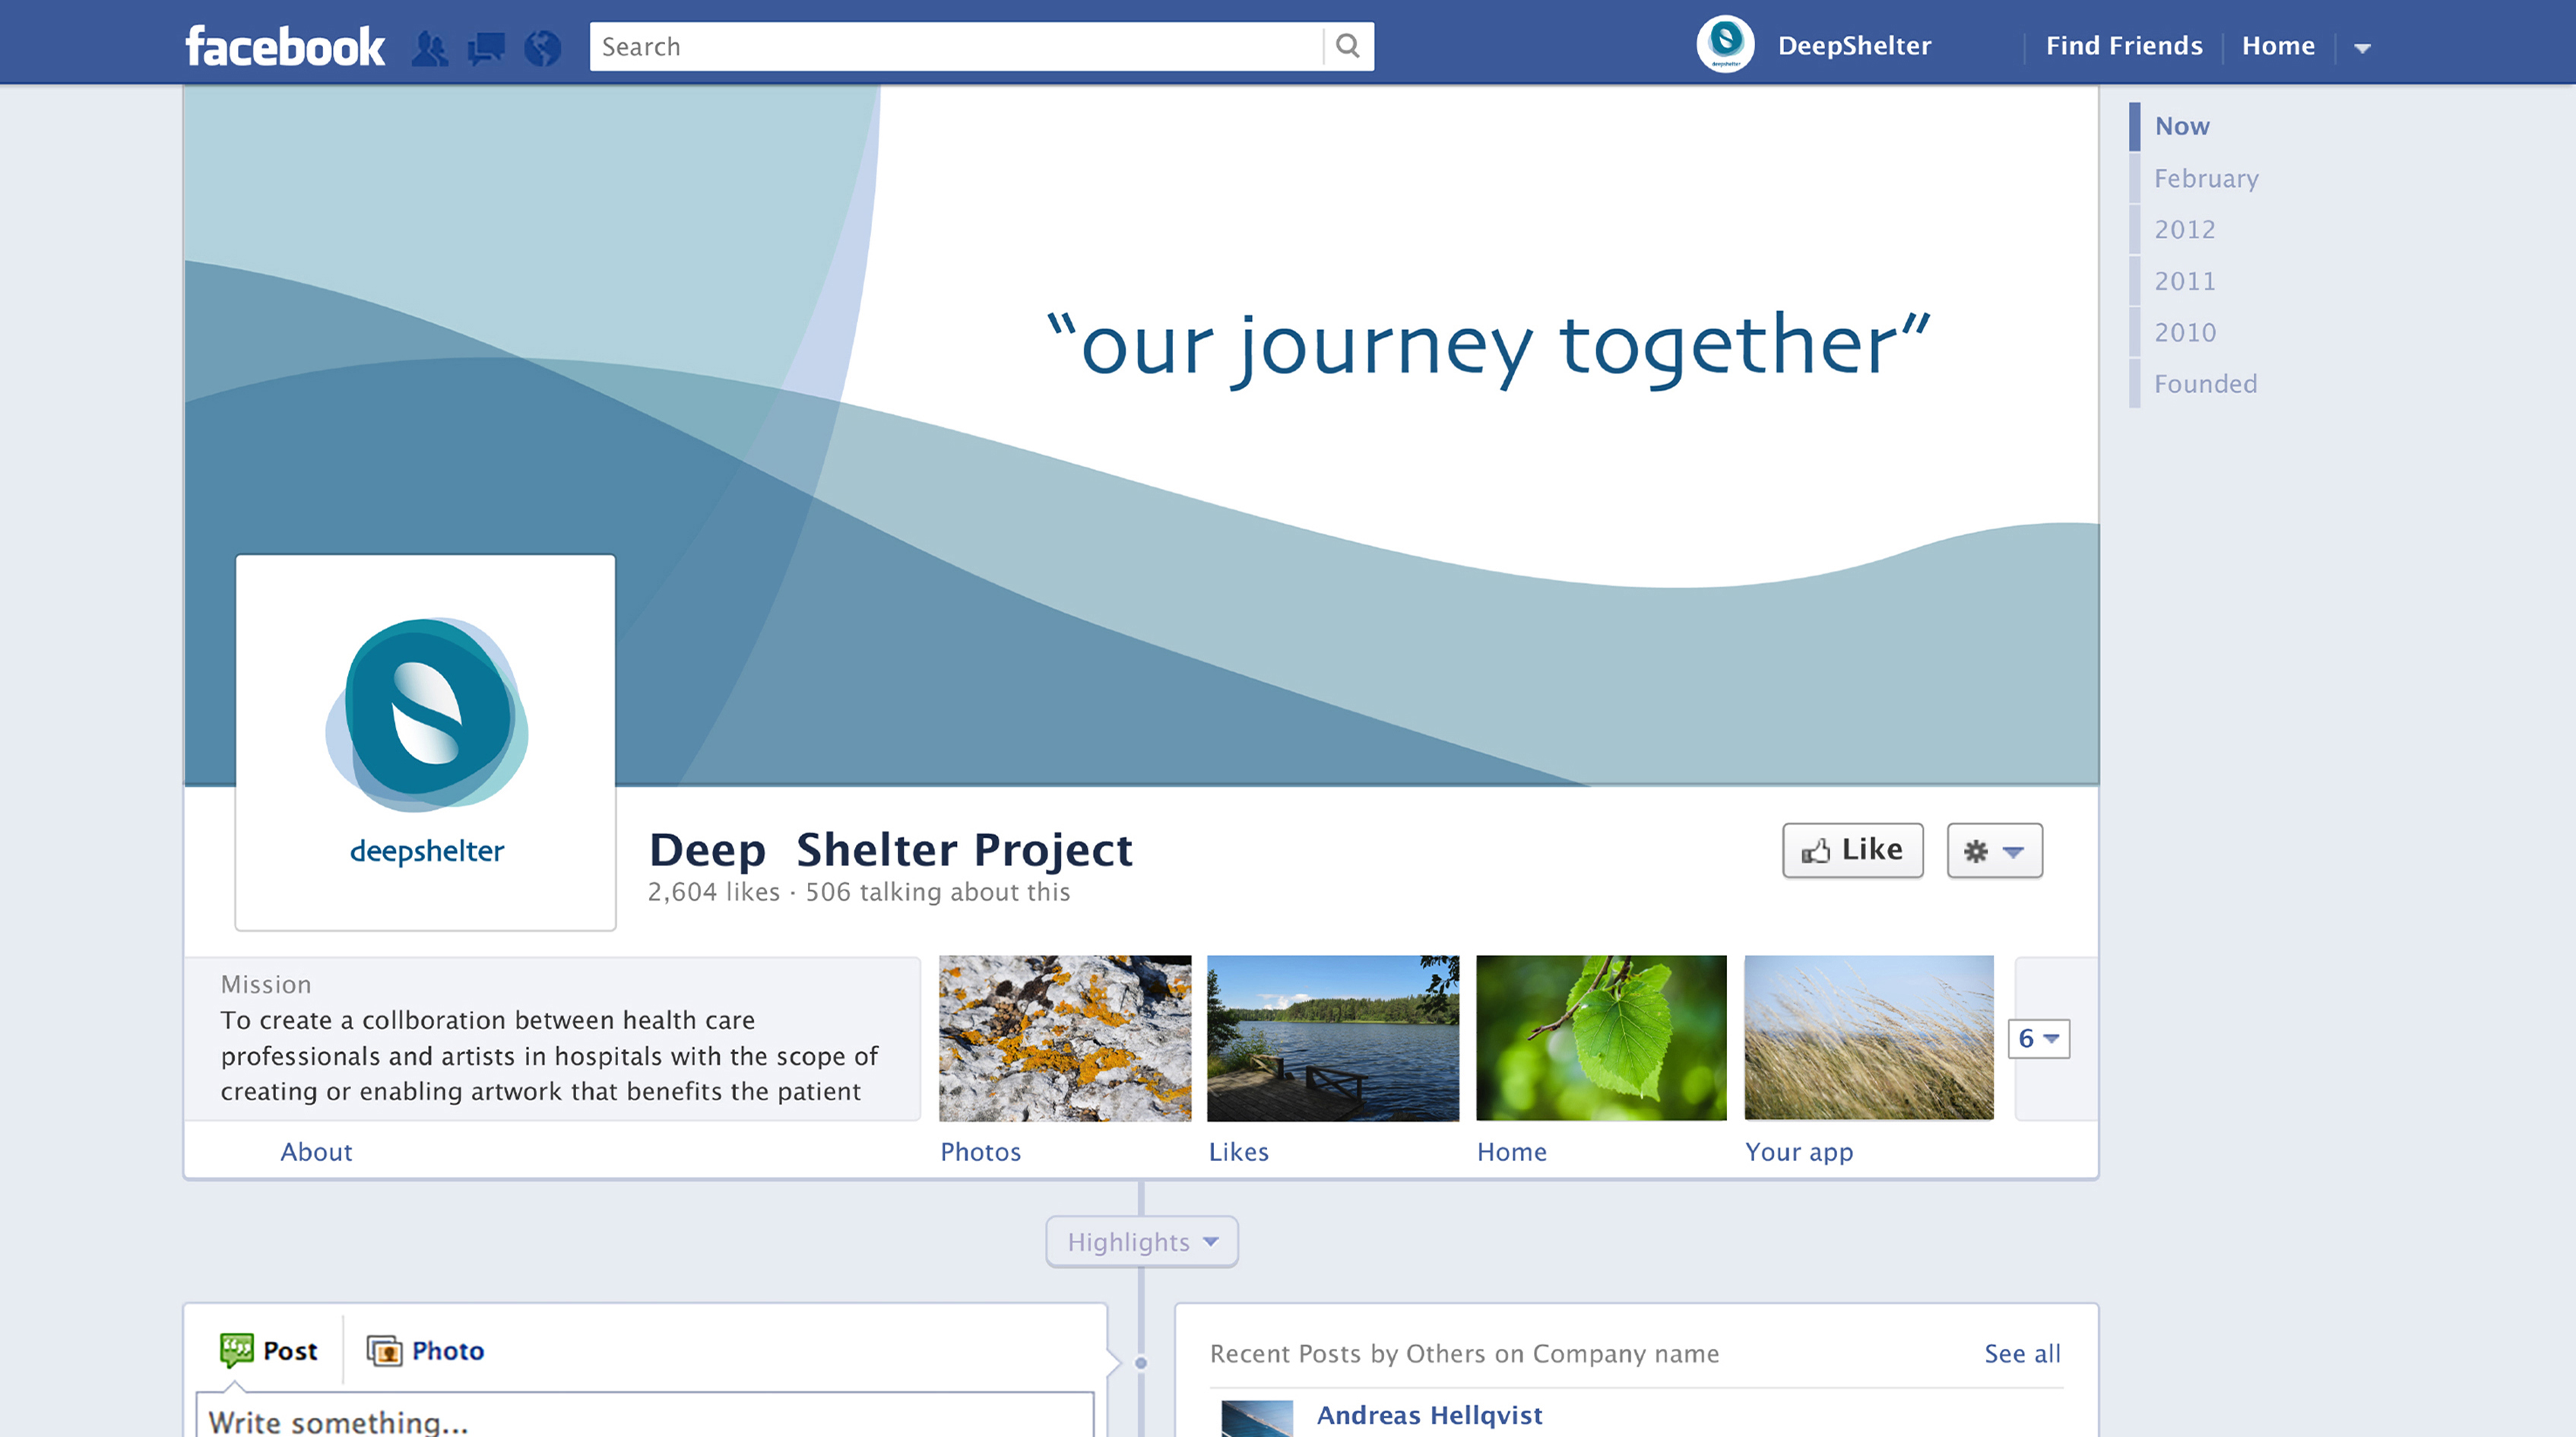 facebook
Search
DeepShelter
Find Friends
Home
Now
February
2012
2011
2010
Founded
“our journey together”
deepshelter
Deep Shelter Project
2,604 likes · 506 talking about this
Like
Mission
To create a collboration between health care
professionals and artists in hospitals with the scope of
creating or enabling artwork that benefits the patient
6
About
Photos
Likes
Home
Your app
Highlights
Post
Photo
Write something...
Recent Posts by Others on Company name
See all
Andreas Hellqvist